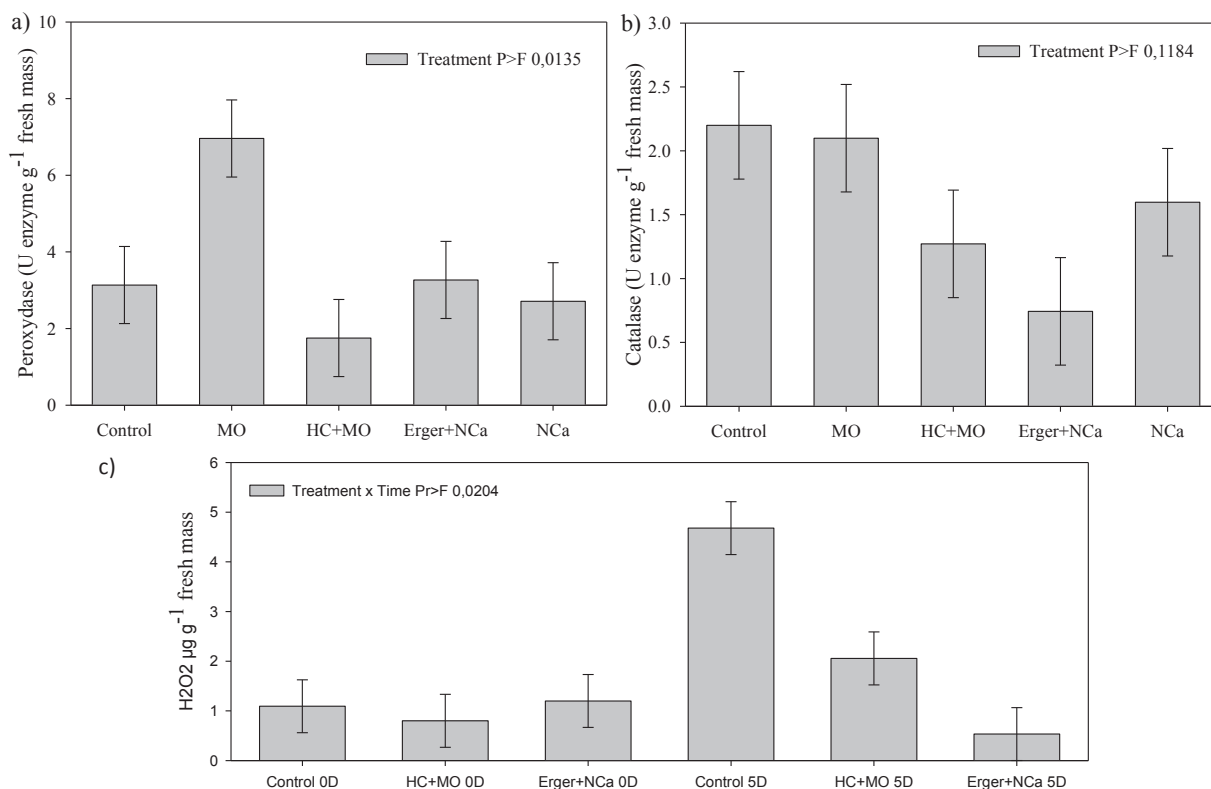 a)
10
8
6
4
2
0
Peroxydase (U enzyme g-1 fresh mass)
Treatment P>F 0,0135
Control MO HC+MO Erger+NCa NCa
b)
3.0
2.5
2.0
1.5
1.0
0.5
0.0
Catalase (U enzyme g-1 fresh mass)
Treatment P>F 0,1184
Control MO HC+MO Erger+NCa NCa
c)
6
5
4
3
2
1
0
H2O2 µg g-1 fresh mass
Treatment x Time Pr>F 0,0204
Control 0D HC+MO 0D Erger+NCa 0D Control 5D HC+MO 5D Erger+NCa 5D